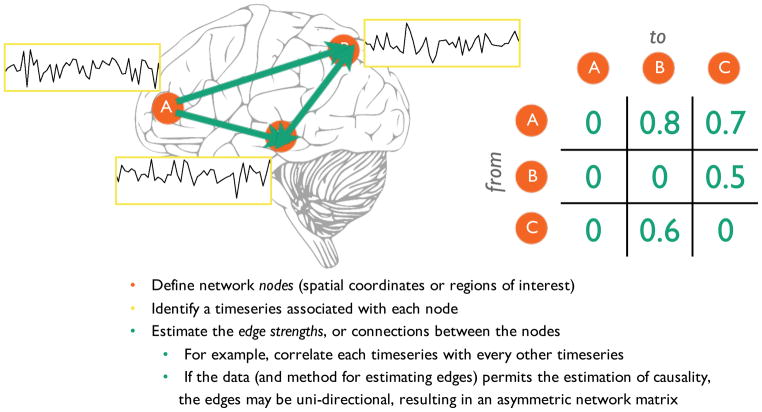 to
A B C
A 0 0.8 0.7
from
B 0 0 0.5
C 0 0.6 0
A
• Define network nodes (spatial coordinates or regions of interest)
• Identify a timeseries associated with each node
• Estimate the edge strengths, or connections between the nodes
• For example, correlate each timeseries with every other timeseries
• If the data (and method for estimating edges) permits the estimation of causality,
the edges may be uni-directional, resulting in an asymmetric network matrix